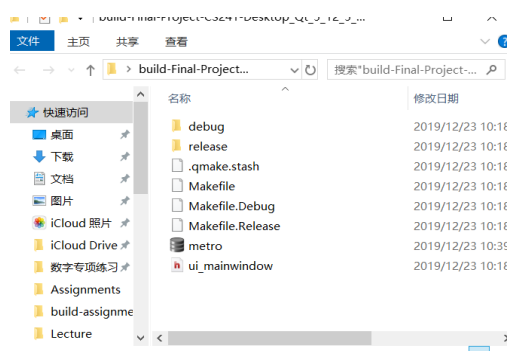 build-Final-Project-CS241-Desktop_Qt_5_12_5_...
文件 主页 共享 查看
build-Final-Project... 搜索"build-Final-Project-...
名称 修改日期
快速访问
桌面
下载
文档
图片
iCloud 照片
iCloud Drive
数字专项练习
Assignments
build-assignme
Lecture
debug 2019/12/23 10:18
release 2019/12/23 10:18
.qmake.stash 2019/12/23 10:18
Makefile 2019/12/23 10:18
Makefile.Debug 2019/12/23 10:18
Makefile.Release 2019/12/23 10:18
metro 2019/12/23 10:39
ui_mainwindow 2019/12/23 10:18